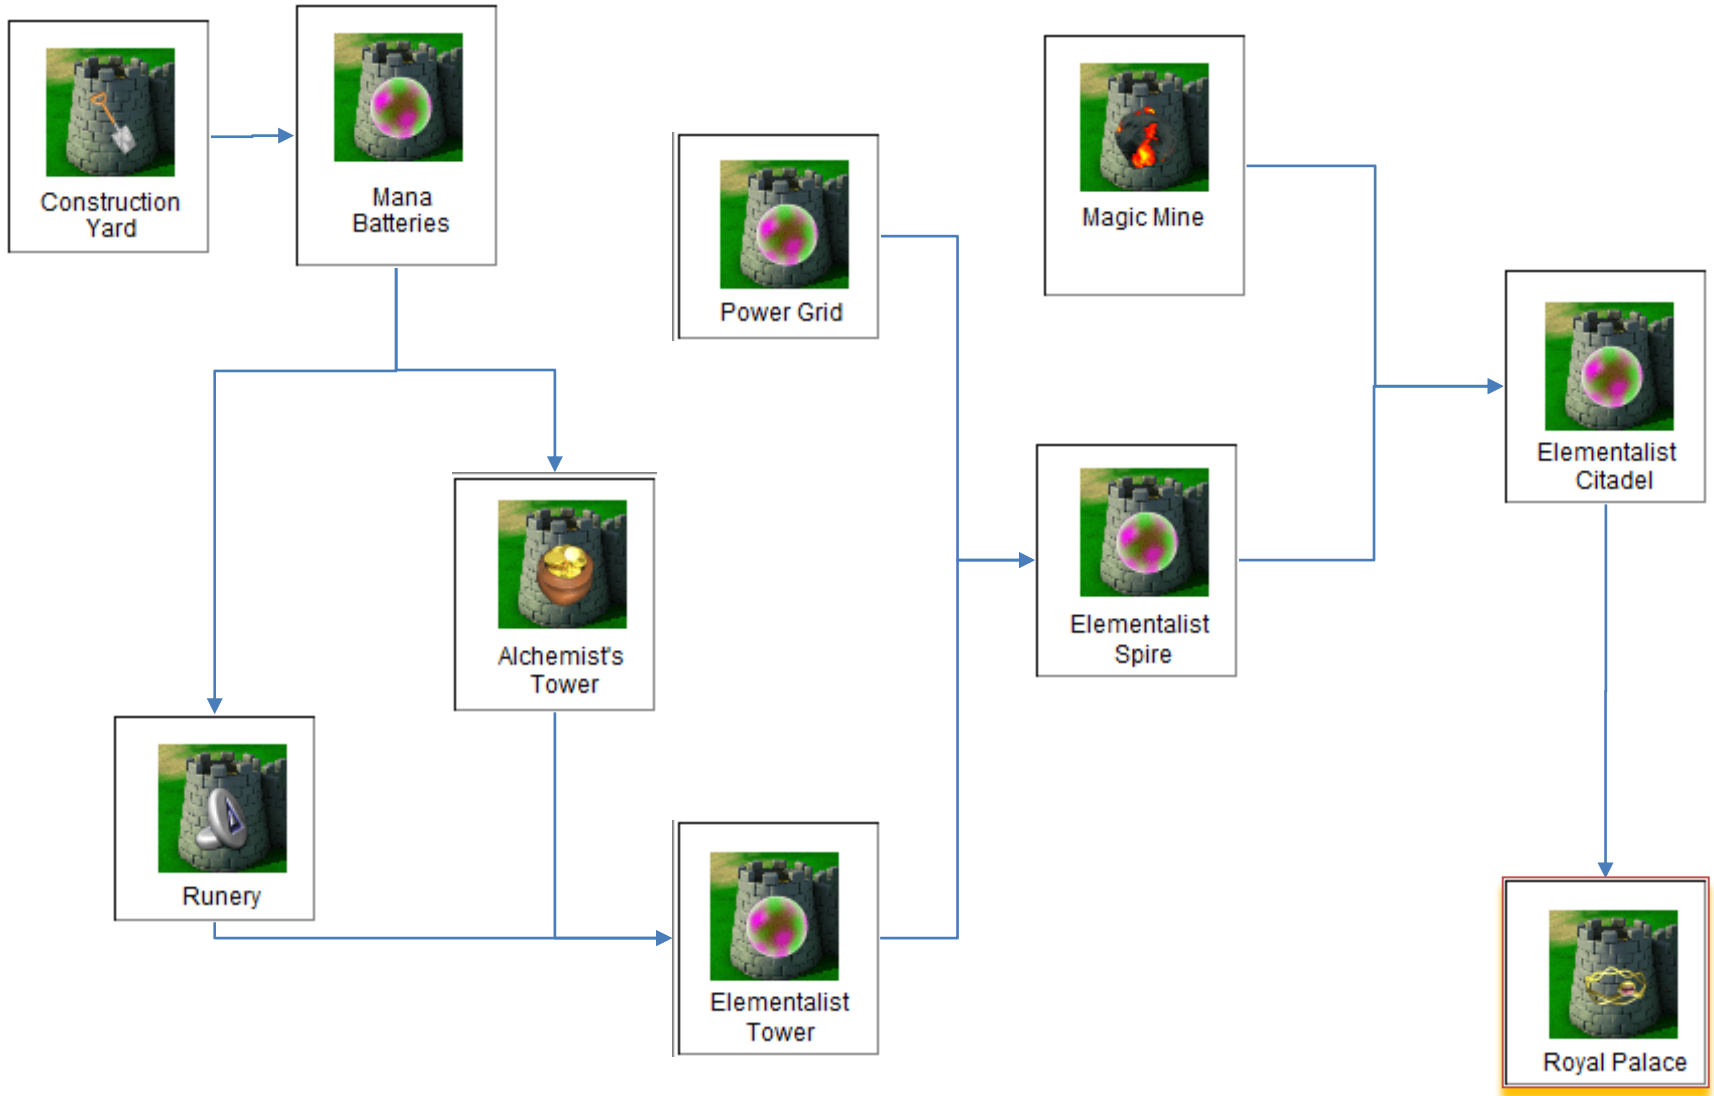 Construction
Yard
Mana
Batteries
Power Grid
Magic Mine
Elementalist
Citadel
Alchemist's
Tower
Elementalist
Spire
Runery
Elementalist
Tower
Royal Palace